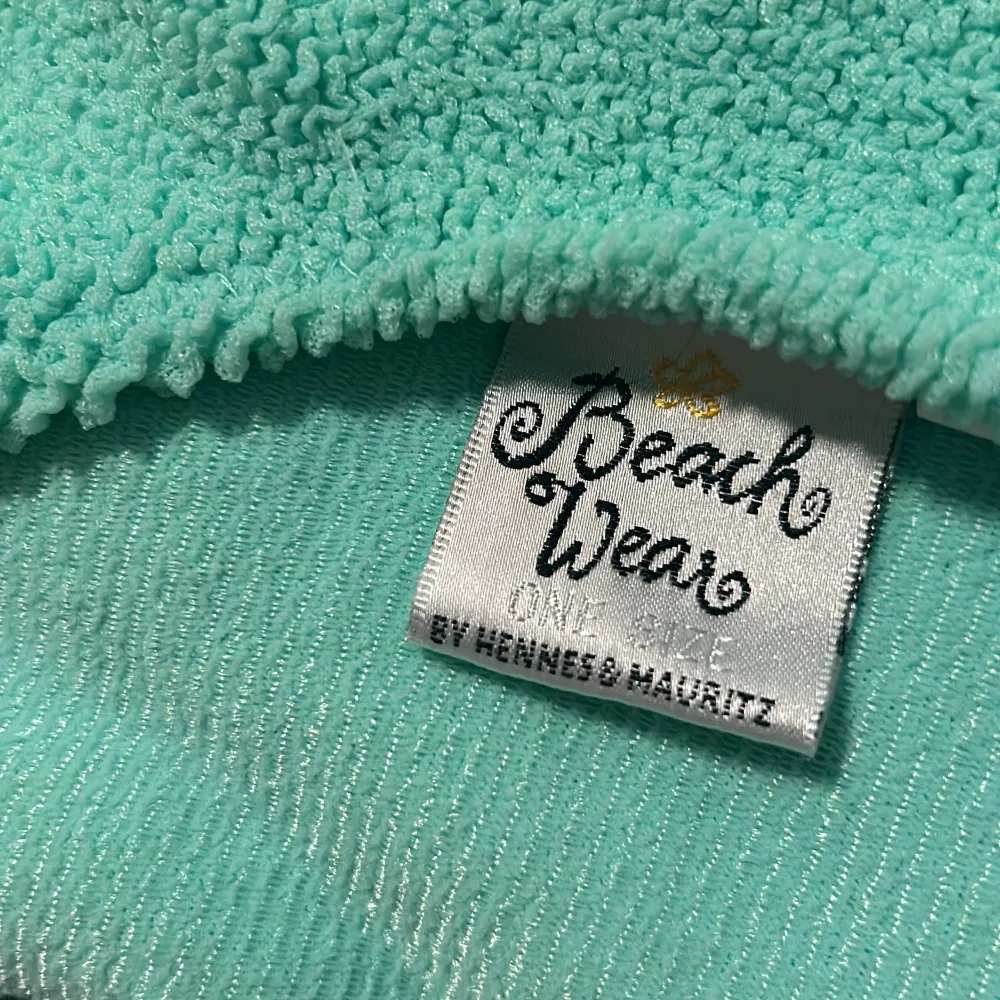 Beach
Wear
ONE SIZE
BY HENNES & MAURITZ